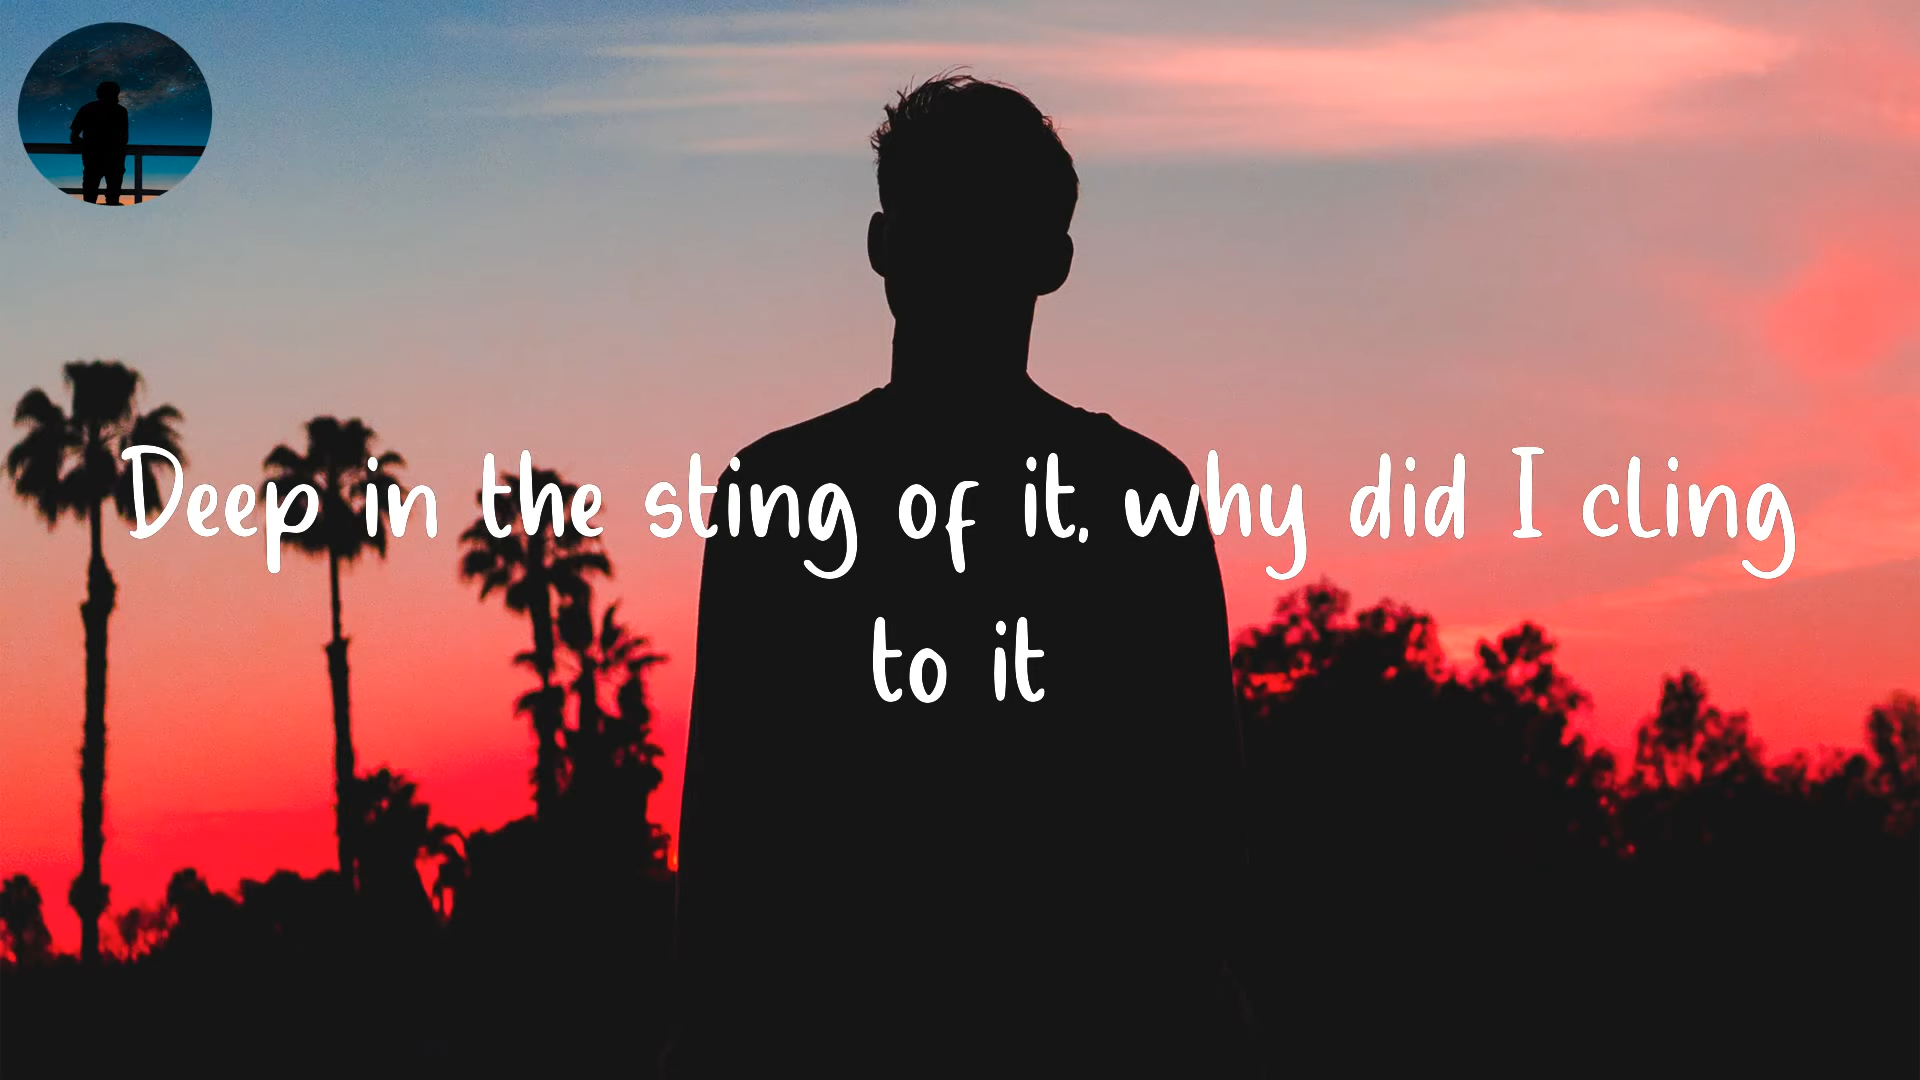 Deep in the sting of it, why did I cling
to it